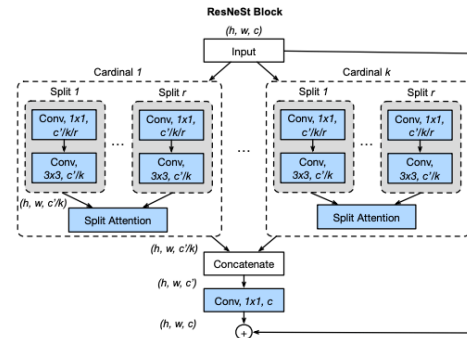 ResNeSt Block
(h, w, c)
Input
Cardinal 1
Cardinal k
Split 1
Split r
Split 1
Split r
Conv, 1x1,
c'/k/r
...
Conv, 1x1,
c'/k/r
Conv, 1x1,
c'/k/r
...
Conv, 1x1,
c'/k/r
Conv,
3x3, c'/k
Conv,
3x3, c'/k
...
Conv,
3x3, c'/k
Conv,
3x3, c'/k
(h, w, c'/k)
Split Attention
Split Attention
(h, w, c'/k)
Concatenate
(h, w, c')
Conv, 1x1, c
(h, w, c)
+